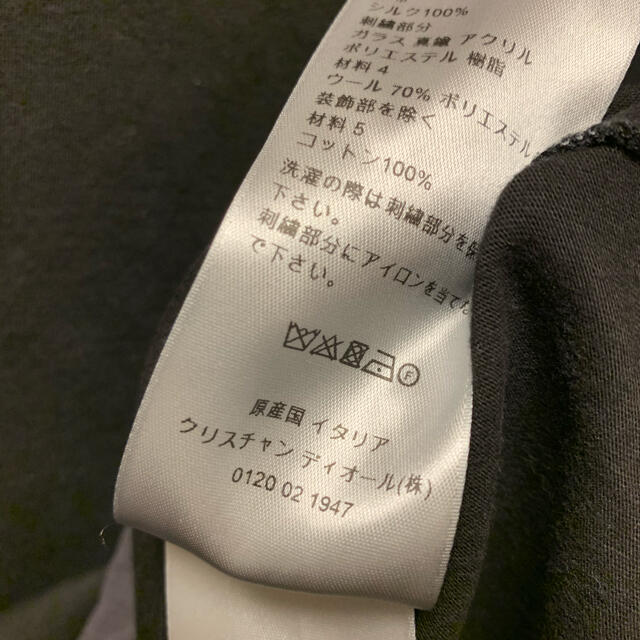 シルク100%
刺繍部分
ガラス 真鍮 アクリル
ポリエステル 樹脂
材料 4
ウール 70% ポリエステル
装飾部を除く
材料 5
コットン100%
洗濯の際は刺繍部分を
下さい。
刺繍部分にアイロンを当て
で下さい。
F
原産国 イタリア
クリスチャン ディオール(株)
0120 02 1947